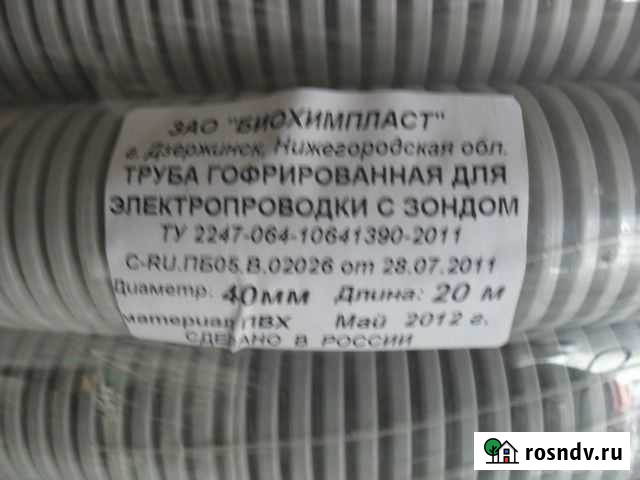 ЗАО "БИОХИМПЛАСТ"
г. Дзержинск, Нижегородская обл.
ТРУБА ГОФРИРОВАННАЯ ДЛЯ
ЭЛЕКТРОПРОВОДКИ С ЗОНДОМ
ТУ 2247-064-10641390-2011
C-RU.ПБ05.В.02026 от 28.07.2011
Диаметр: 40мм Длина: 20 м
материал ПВХ Май 2012 г.
СДЕЛАНО В РОССИИ
rosndv.ru